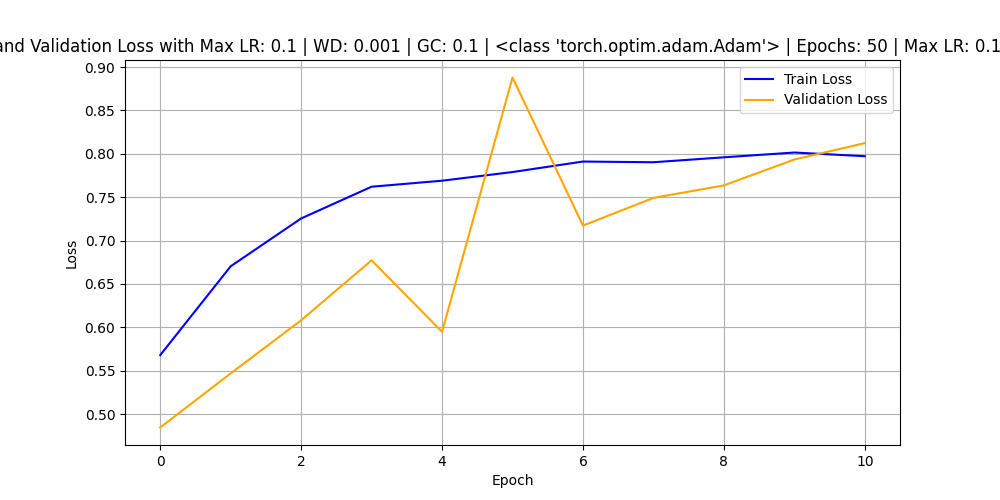 and Validation Loss with Max LR: 0.1 | WD: 0.001 | GC: 0.1 | <class 'torch.optim.adam.Adam'> | Epochs: 50 | Max LR: 0.1
Train Loss
Validation Loss
0.90
0.85
0.80
0.75
0.70
0.65
0.60
0.55
0.50
Loss
0 2 4 6 8 10
Epoch